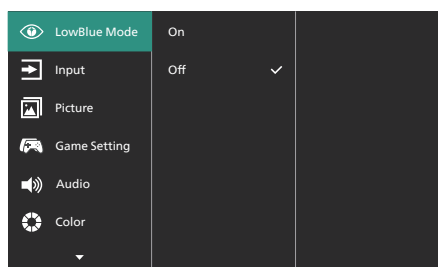 LowBlue Mode
On
Input
Off
Picture
Game Setting
Audio
Color